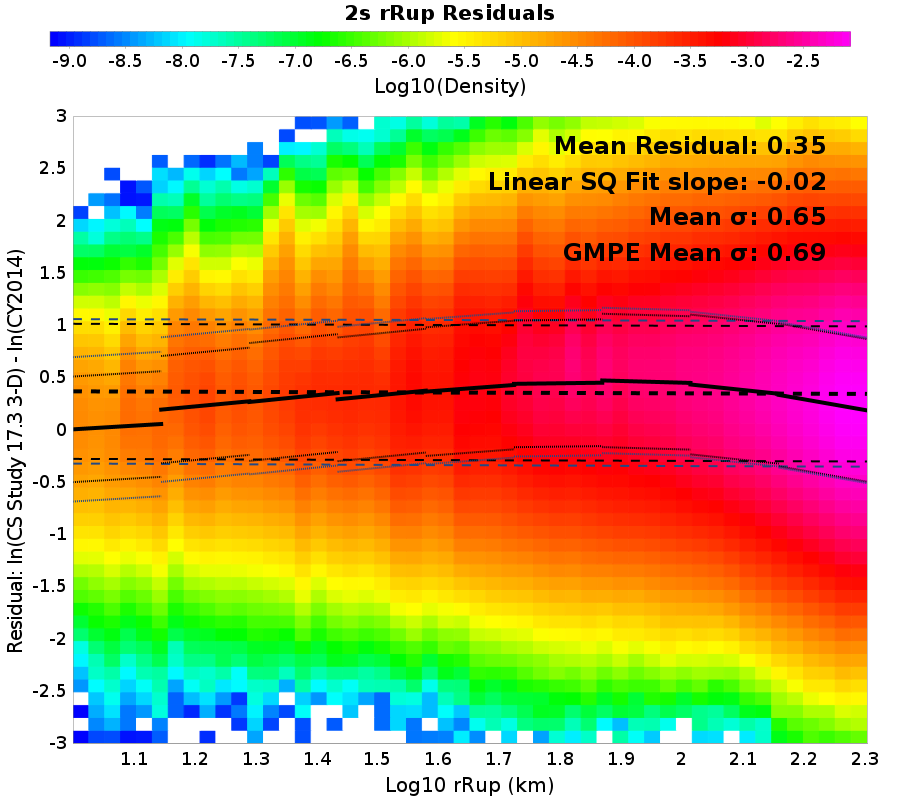 2s rRup Residuals
-9.0 -8.5 -8.0 -7.5 -7.0 -6.5 -6.0 -5.5 -5.0 -4.5 -4.0 -3.5 -3.0 -2.5
Log10(Density)
Mean Residual: 0.35
Linear SQ Fit slope: -0.02
Mean σ: 0.65
GMPE Mean σ: 0.69
Residual: ln(CS Study 17.3 3-D) - ln(CY2014)
3
2.5
2
1.5
1
0.5
0
-0.5
-1
-1.5
-2
-2.5
-3
1.1 1.2 1.3 1.4 1.5 1.6 1.7 1.8 1.9 2 2.1 2.2 2.3
Log10 rRup (km)